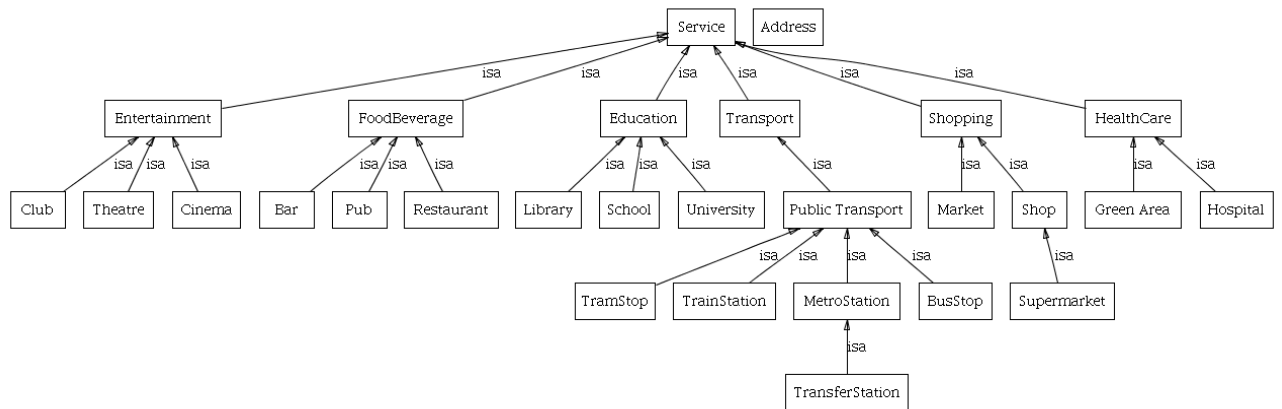 Service
Address
isa
isa
isa
isa
isa
isa
Entertainment
FoodBeverage
Education
Transport
Shopping
HealthCare
isa
isa
isa
isa
isa
isa
isa
isa
isa
isa
isa
isa
isa
isa
Club
Theatre
Cinema
Bar
Pub
Restaurant
Library
School
University
Public Transport
Market
Shop
Green Area
Hospital
isa
isa
isa
isa
isa
TramStop
TrainStation
MetroStation
BusStop
Supermarket
isa
TransferStation